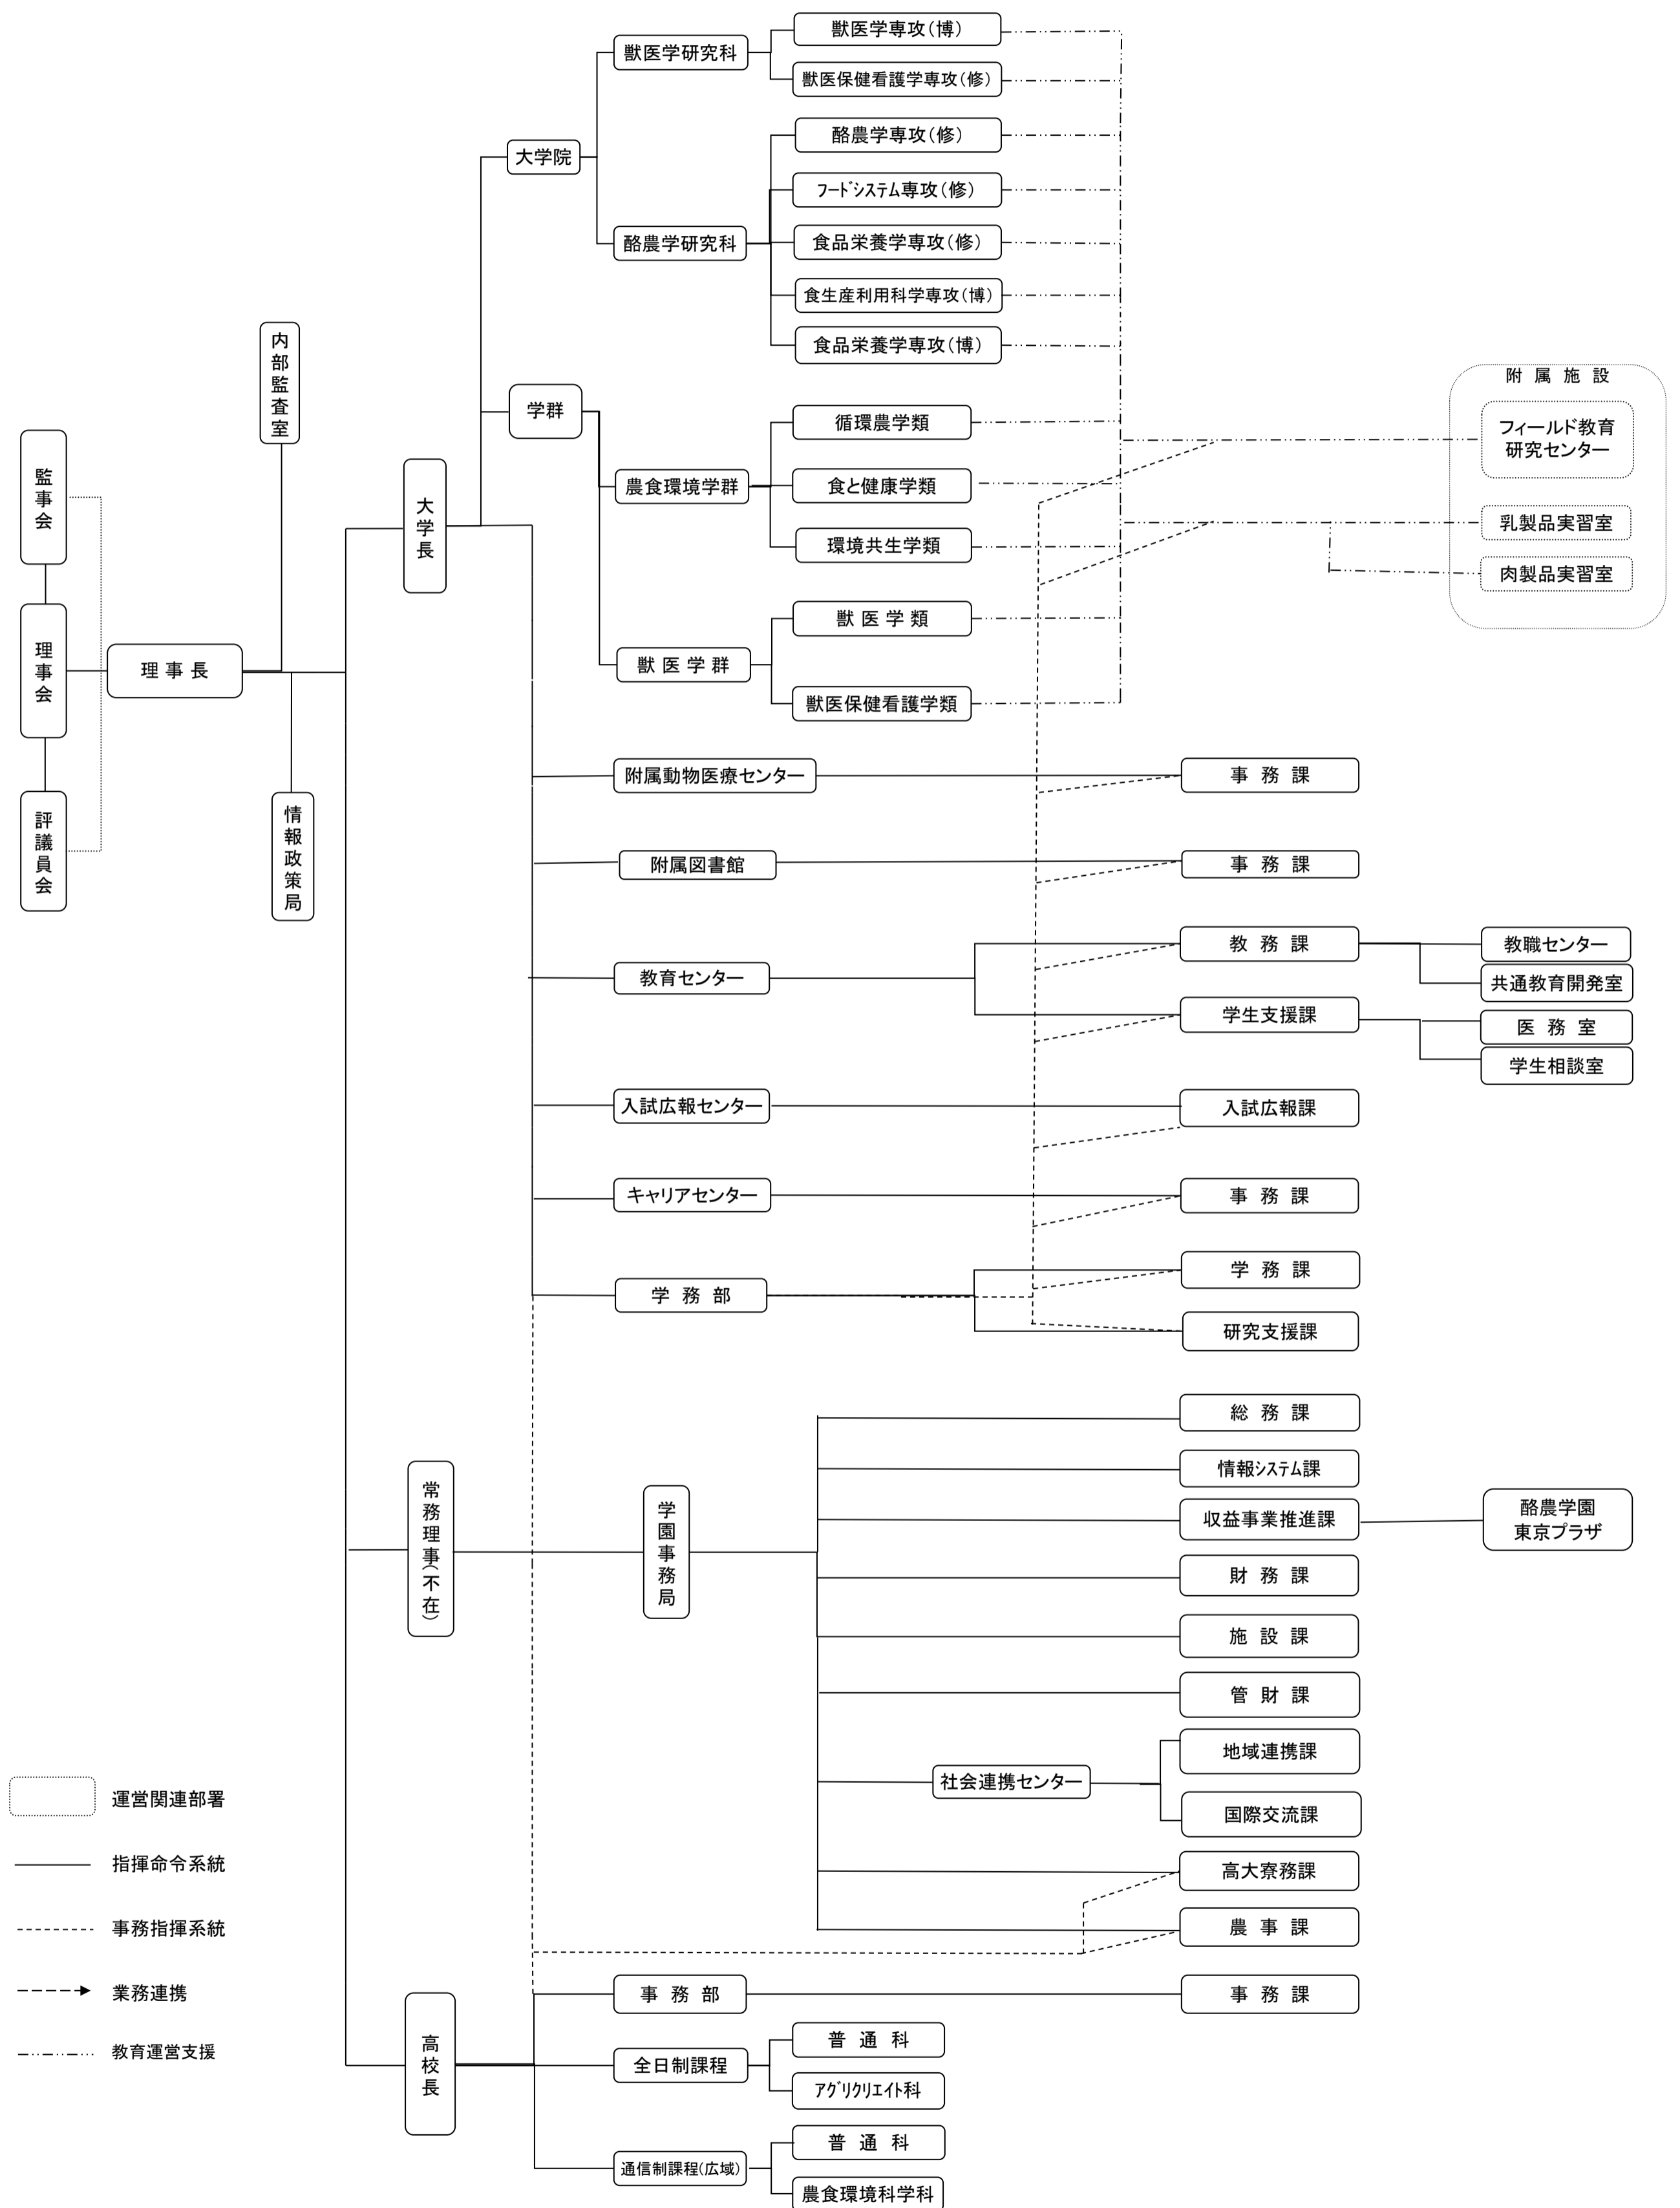 監事会
理事会
評議員会
理 事 長
内部監査室
情報政策局
大学長
大学院
獣医学研究科
獣医学専攻(博)
獣医保健看護学専攻(修)
酪農学研究科
酪農学専攻(修)
フードシステム専攻(修)
食品栄養学専攻(修)
食生産利用科学専攻(博)
食品栄養学専攻(博)
学群
農食環境学群
循環農学類
食と健康学類
環境共生学類
獣 医 学 群
獣 医 学 類
獣医保健看護学類
附 属 施 設
フィールド教育
研究センター
乳製品実習室
肉製品実習室
附属動物医療センター
事 務 課
附属図書館
事 務 課
教育センター
教 務 課
教職センター
共通教育開発室
学生支援課
医 務 室
学生相談室
入試広報センター
入試広報課
キャリアセンター
事 務 課
学 務 部
学 務 課
研究支援課
常務理事(不在)
学園事務局
総 務 課
情報システム課
収益事業推進課
酪農学園
東京プラザ
財 務 課
施 設 課
管 財 課
社会連携センター
地域連携課
国際交流課
高大寮務課
農 事 課
高校長
事 務 部
事 務 課
全日制課程
普 通 科
アグリクリエイト科
通信制課程(広域)
普 通 科
農食環境科学科
運営関連部署
指揮命令系統
事務指揮系統
業務連携
教育運営支援